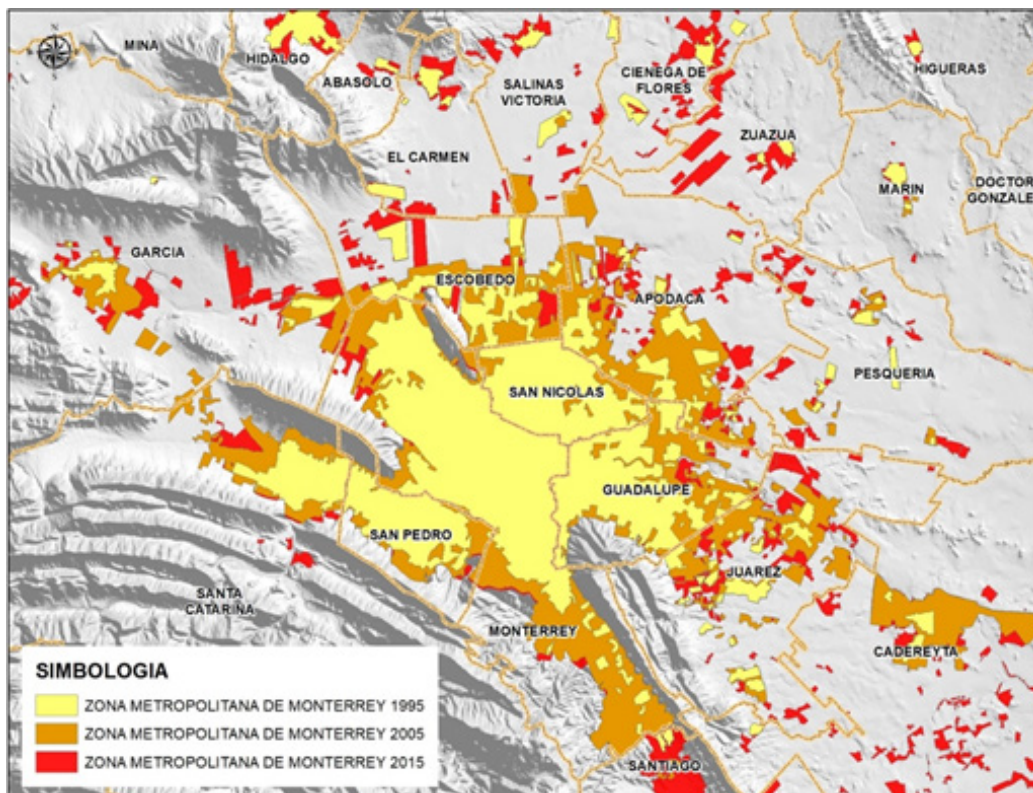 MINA
HIDALGO
ABASOLO
SALINAS
VICTORIA
CIENEGA DE
FLORES
HIGUERAS
ZUAZUA
EL CARMEN
MARIN
DOCTOR
GONZALE
GARCIA
ESCOBEDO
APODACA
PESQUERIA
SAN NICOLAS
GUADALUPE
SAN PEDRO
JUAREZ
SANTA
CATARINA
MONTERREY
CADEREYTA
SANTIAGO
SIMBOLOGIA
ZONA METROPOLITANA DE MONTERREY 1995
ZONA METROPOLITANA DE MONTERREY 2005
ZONA METROPOLITANA DE MONTERREY 2015